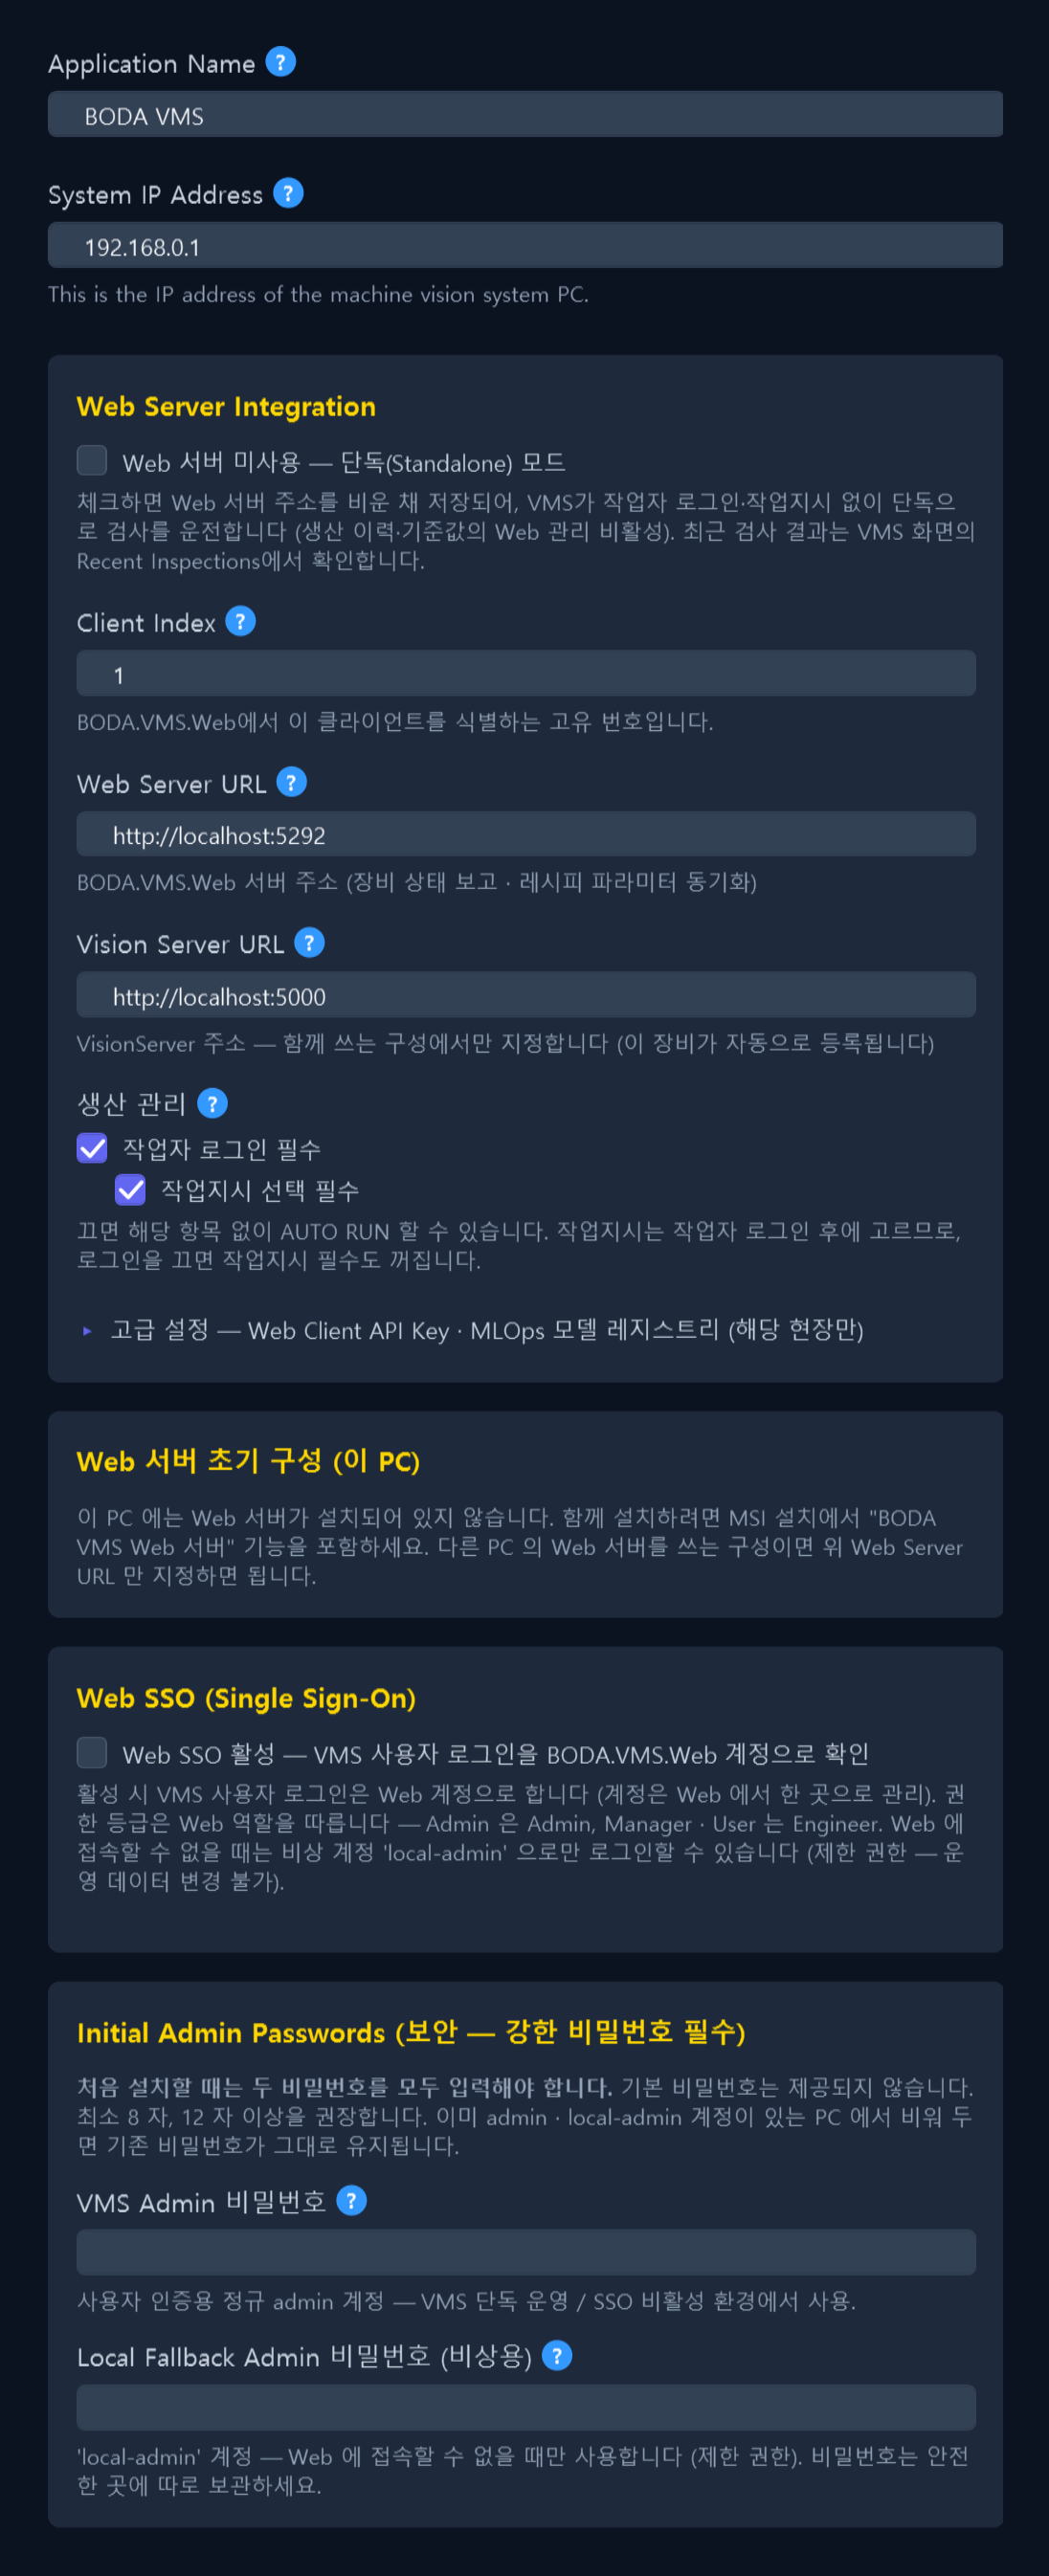 Application Name ?
BODA VMS
System IP Address ?
192.168.0.1
This is the IP address of the machine vision system PC.
Web Server Integration
Web 서버 미사용 — 단독(Standalone) 모드
체크하면 Web 서버 주소를 비운 채 저장되어, VMS가 작업자 로그인·작업지시 없이 단독으
로 검사를 운전합니다 (생산 이력·기준값의 Web 관리 비활성). 최근 검사 결과는 VMS 화면의
Recent Inspections에서 확인합니다.
Client Index ?
1
BODA.VMS.Web에서 이 클라이언트를 식별하는 고유 번호입니다.
Web Server URL ?
http://localhost:5292
BODA.VMS.Web 서버 주소 (장비 상태 보고 · 레시피 파라미터 동기화)
Vision Server URL ?
http://localhost:5000
VisionServer 주소 — 함께 쓰는 구성에서만 지정합니다 (이 장비가 자동으로 등록됩니다)
생산 관리 ?
작업자 로그인 필수
작업지시 선택 필수
끄면 해당 항목 없이 AUTO RUN 할 수 있습니다. 작업지시는 작업자 로그인 후에 고르므로,
로그인을 끄면 작업지시 필수도 꺼집니다.
고급 설정 — Web Client API Key · MLOps 모델 레지스트리 (해당 현장만)
Web 서버 초기 구성 (이 PC)
이 PC 에는 Web 서버가 설치되어 있지 않습니다. 함께 설치하려면 MSI 설치에서 "BODA
VMS Web 서버" 기능을 포함하세요. 다른 PC 의 Web 서버를 쓰는 구성이면 위 Web Server
URL 만 지정하면 됩니다.
Web SSO (Single Sign-On)
Web SSO 활성 — VMS 사용자 로그인을 BODA.VMS.Web 계정으로 확인
활성 시 VMS 사용자 로그인은 Web 계정으로 합니다 (계정은 Web 에서 한 곳으로 관리). 권
한 등급은 Web 역할을 따릅니다 — Admin 은 Admin, Manager · User 는 Engineer. Web 에
접속할 수 없을 때는 비상 계정 'local-admin' 으로만 로그인할 수 있습니다 (제한 권한 — 운
영 데이터 변경 불가).
Initial Admin Passwords (보안 — 강한 비밀번호 필수)
처음 설치할 때는 두 비밀번호를 모두 입력해야 합니다. 기본 비밀번호는 제공되지 않습니다.
최소 8 자, 12 자 이상을 권장합니다. 이미 admin · local-admin 계정이 있는 PC 에서 비워 두
면 기존 비밀번호가 그대로 유지됩니다.
VMS Admin 비밀번호 ?
사용자 인증용 정규 admin 계정 — VMS 단독 운영 / SSO 비활성 환경에서 사용.
Local Fallback Admin 비밀번호 (비상용) ?
'local-admin' 계정 — Web 에 접속할 수 없을 때만 사용합니다 (제한 권한). 비밀번호는 안전
한 곳에 따로 보관하세요.